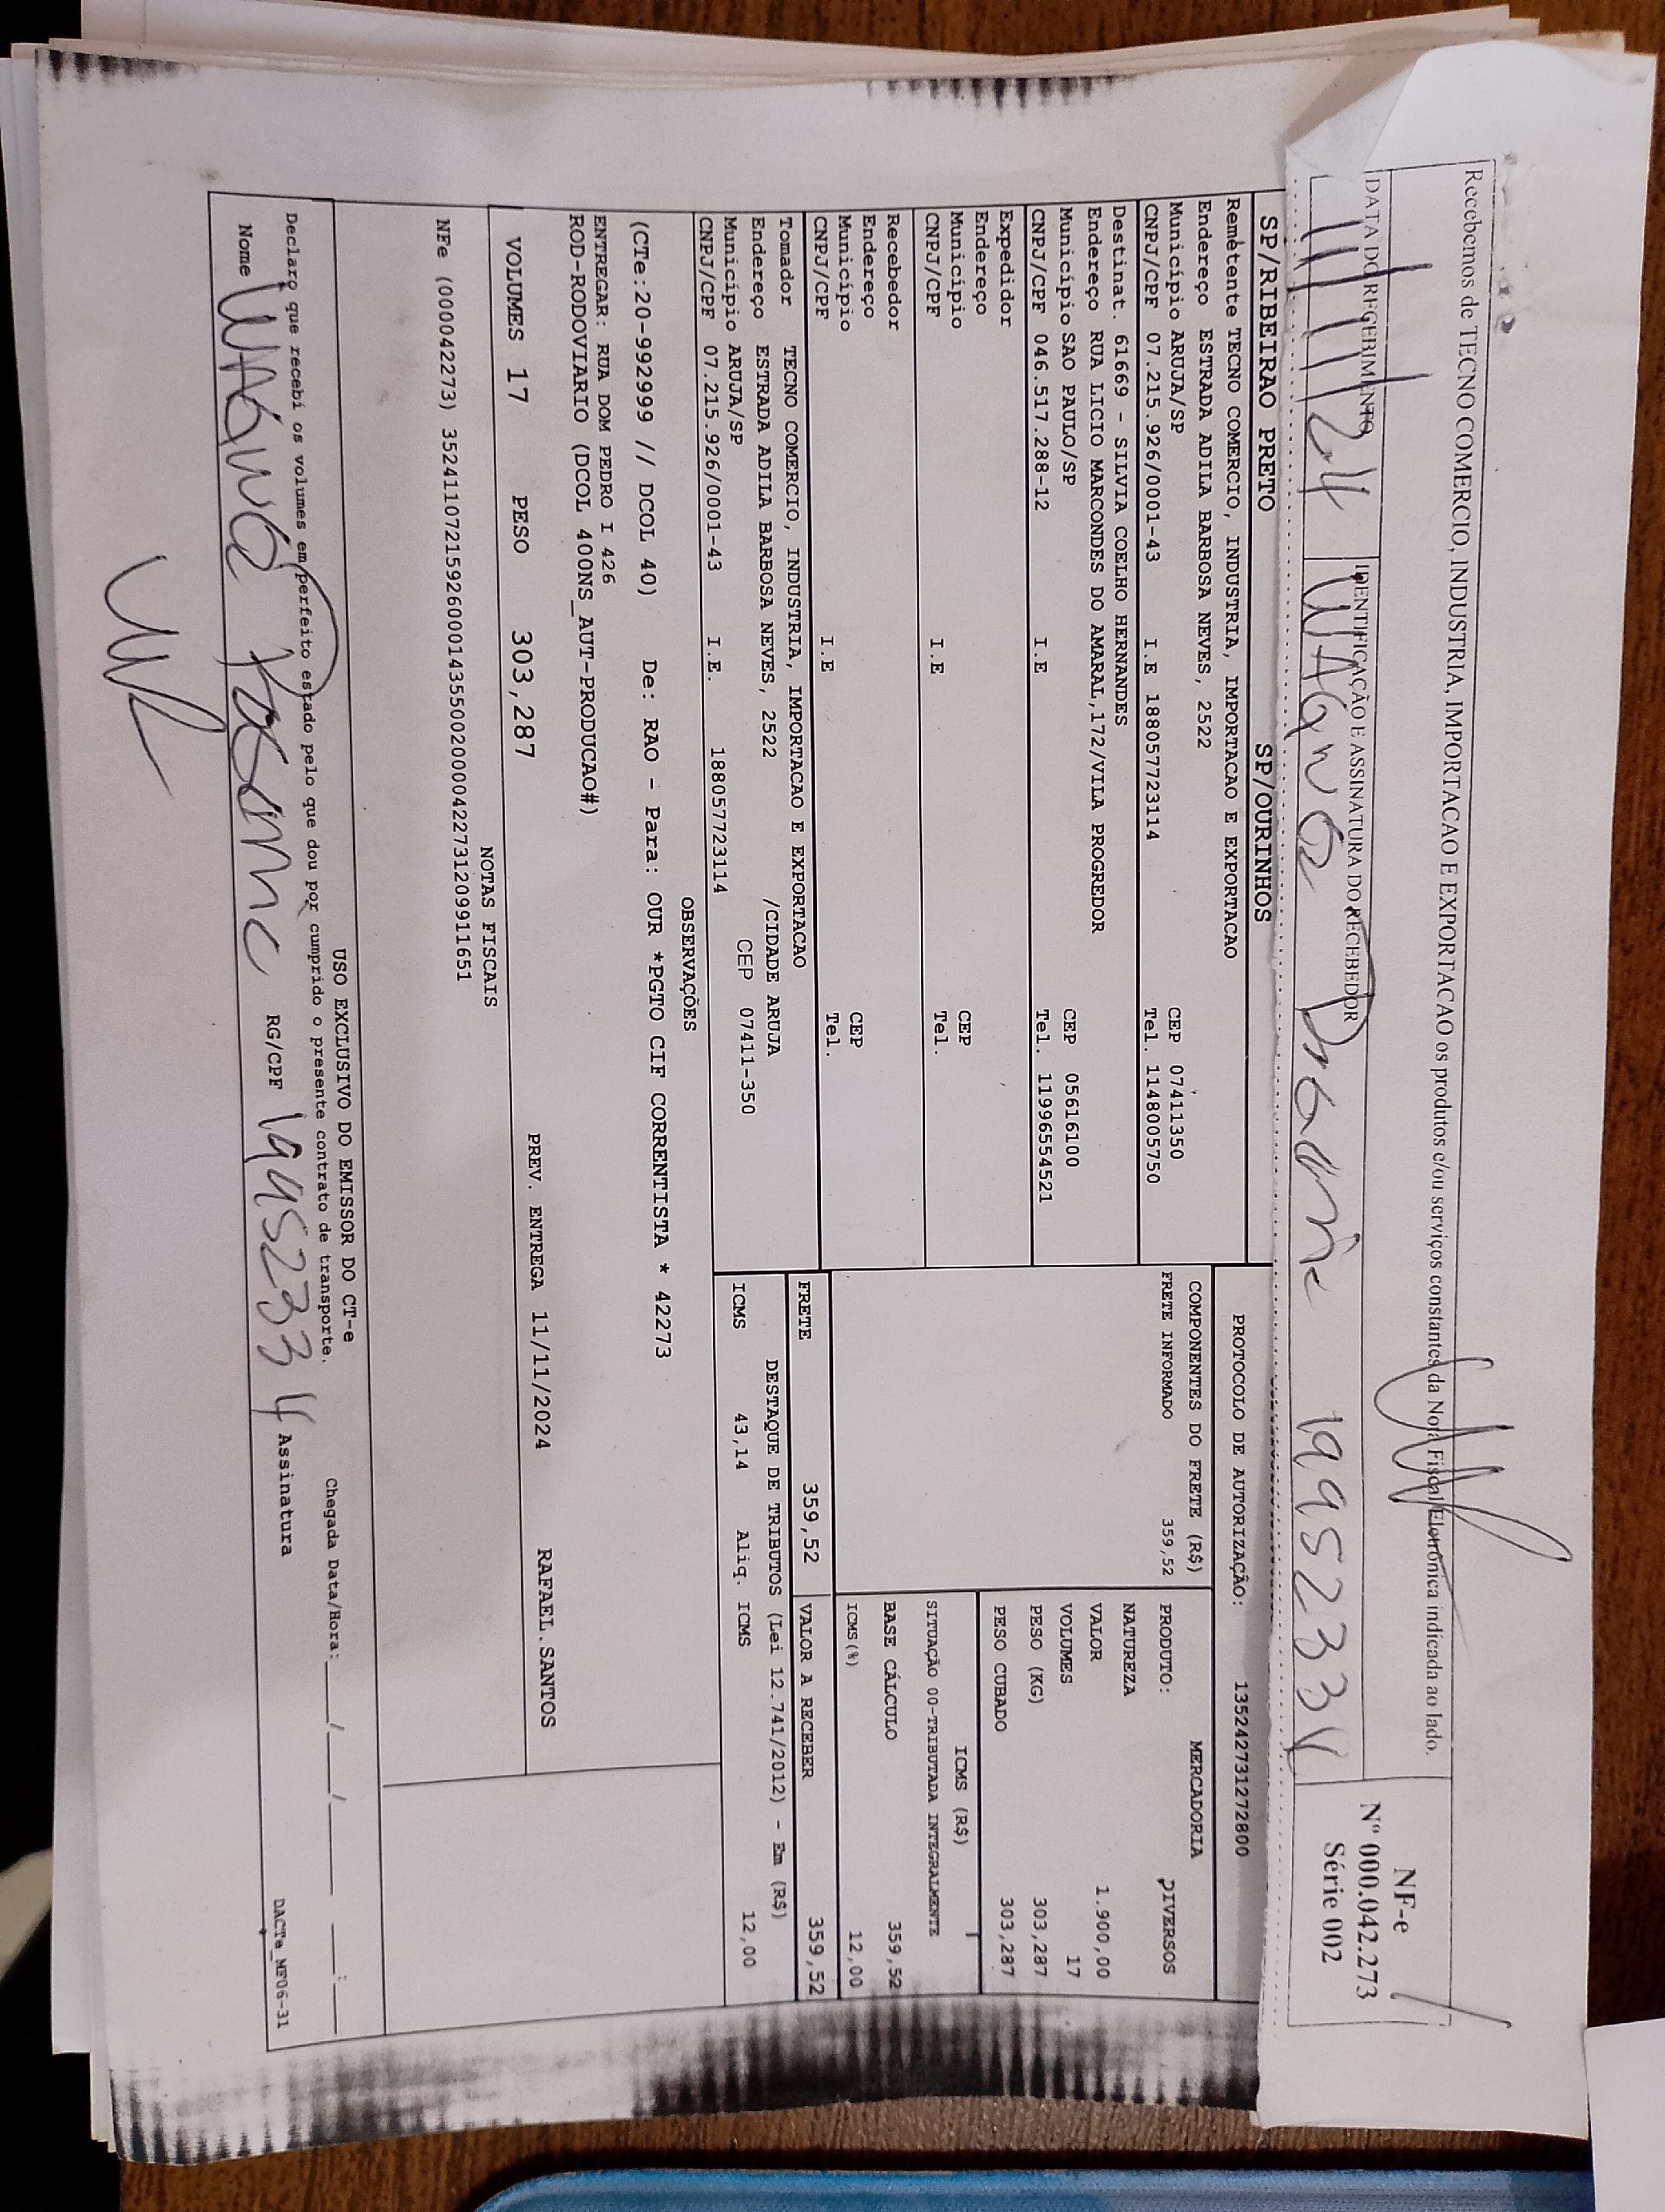 Recebemos de TECNO COMERCIO, INDUSTRIA, IMPORTACAO E EXPORTACAO os produtos e/ou serviços constantes da Nota Fiscal Eletrônica indicada ao lado.
NF-e
Nº 000.042.273
Série 002
DATA DO RECEBIMENTO
IDENTIFICAÇÃO E ASSINATURA DO RECEBEDOR
11/11/24 WAGNER 19952334
SP/RIBEIRAO PRETO SP/OURINHOS
PROTOCOLO DE AUTORIZAÇÃO: 135242731272800
Remetente TECNO COMERCIO, INDUSTRIA, IMPORTACAO E EXPORTACAO
Endereço ESTRADA ADILA BARBOSA NEVES, 2522
Município ARUJA/SP CEP 07411350
CNPJ/CPF 07.215.926/0001-43 I.E 188057723114 Tel. 1148005750
Destinat. 61669 - SILVIA COELHO HERNANDES
Endereço RUA LICIO MARCONDES DO AMARAL,172/VILA PROGREDOR
Município SAO PAULO/SP CEP 05616100
CNPJ/CPF 046.517.288-12 I.E Tel. 11996554521
Expedidor
Endereço
Município CEP
CNPJ/CPF I.E Tel.
Recebedor
Endereço
Município CEP
CNPJ/CPF I.E Tel.
Tomador TECNO COMERCIO, INDUSTRIA, IMPORTACAO E EXPORTACAO
Endereço ESTRADA ADILA BARBOSA NEVES, 2522 /CIDADE ARUJA
Município ARUJA/SP CEP 07411-350
CNPJ/CPF 07.215.926/0001-43 I.E. 188057723114
COMPONENTES DO FRETE (R$)
FRETE INFORMADO 359,52
MERCADORIA
PRODUTO: DIVERSOS
NATUREZA
VALOR 1.900,00
VOLUMES 17
PESO (KG) 303,287
PESO CUBADO 303,287
ICMS (R$)
SITUAÇÃO 00-TRIBUTADA INTEGRALMENTE
BASE CÁLCULO 359,52
ICMS(%) 12,00
FRETE 359,52 VALOR A RECEBER 359,52
DESTAQUE DE TRIBUTOS (Lei 12.741/2012) - Em (R$)
ICMS 43,14 Aliq. ICMS 12,00
OBSERVAÇÕES
(CTe:20-992999 // DCOL 40) De: RAO - Para: OUR *PGTO CIF CORRENTISTA * 42273
ENTREGAR: RUA DOM PEDRO I 426
ROD-RODOVIARIO (DCOL 400NS_AUT-PRODUCAO#)
VOLUMES 17 PESO 303,287 PREV. ENTREGA 11/11/2024 RAFAEL.SANTOS
NOTAS FISCAIS
NFe (000042273) 35241107215926000143550020000422731209911651
USO EXCLUSIVO DO EMISSOR DO CT-e
Declaro que recebi os volumes em perfeito estado pelo que dou por cumprido o presente contrato de transporte. Chegada Data/Hora: / / :
Nome WAGNER RG/CPF 19952334 Assinatura
DACTe_MF06-31